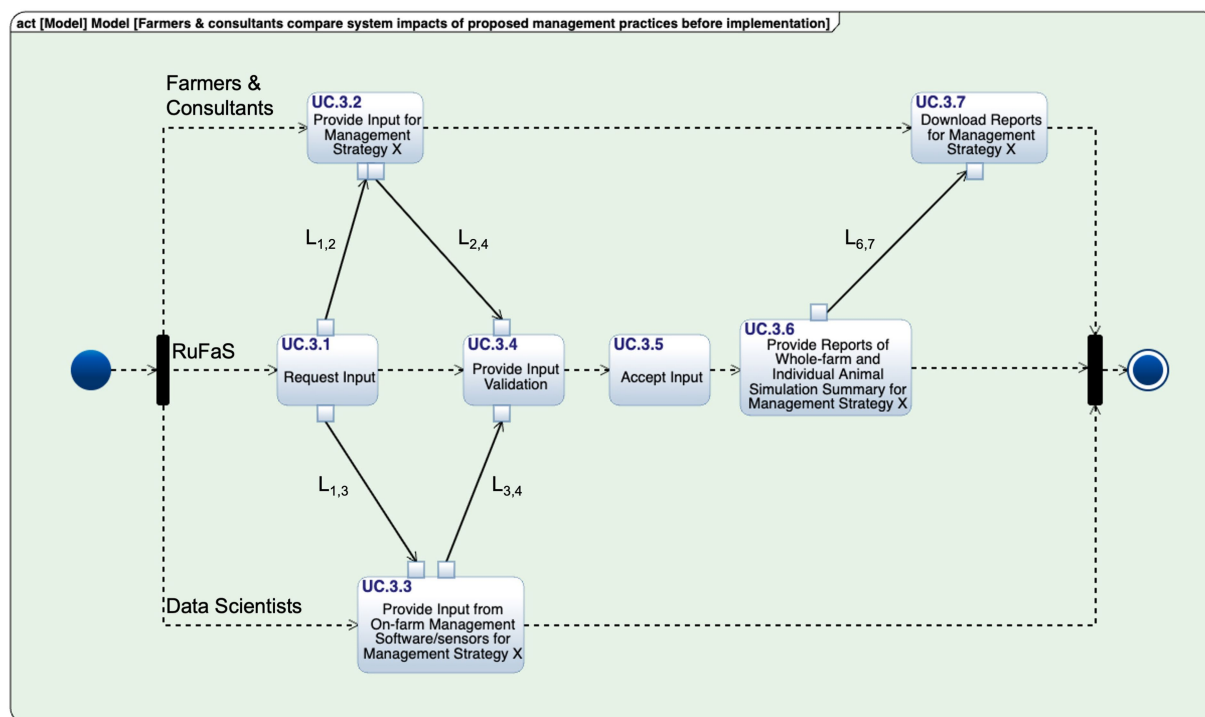 act [Model] Model [Farmers & consultants compare system impacts of proposed management practices before implementation]
Farmers &
Consultants
UC.3.2
Provide Input for
Management
Strategy X
UC.3.7
Download Reports
for Management
Strategy X
L1,2
L2,4
L6,7
RuFaS
UC.3.1
Request Input
UC.3.4
Provide Input
Validation
UC.3.5
Accept Input
UC.3.6
Provide Reports of
Whole-farm and
Individual Animal
Simulation Summary for
Management Strategy X
L1,3
L3,4
Data Scientists
UC.3.3
Provide Input from
On-farm Management
Software/sensors for
Management Strategy X